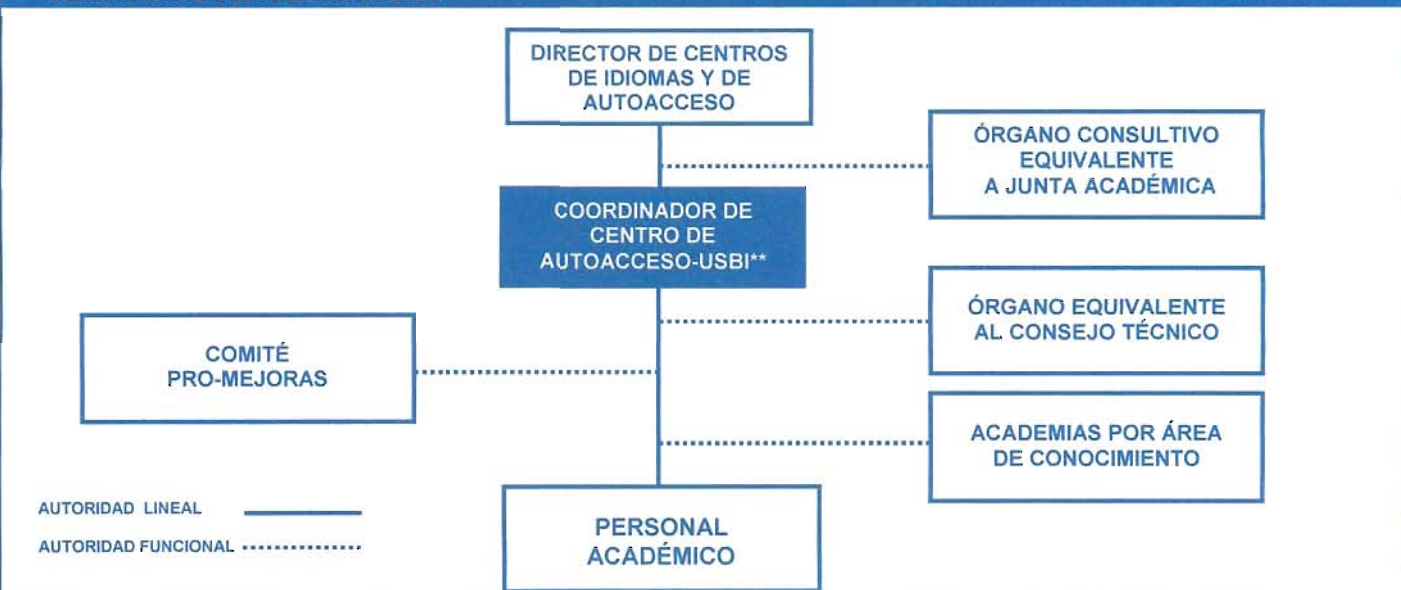 DIRECTOR DE CENTROS
DE IDIOMAS Y DE
AUTOACCESO
ÓRGANO CONSULTIVO
EQUIVALENTE
A JUNTA ACADÉMICA
COORDINADOR DE
CENTRO DE
AUTOACCESO-USBI**
ÓRGANO EQUIVALENTE
AL CONSEJO TÉCNICO
COMITÉ
PRO-MEJORAS
ACADEMIAS POR ÁREA
DE CONOCIMIENTO
AUTORIDAD LINEAL
AUTORIDAD FUNCIONAL
PERSONAL
ACADÉMICO